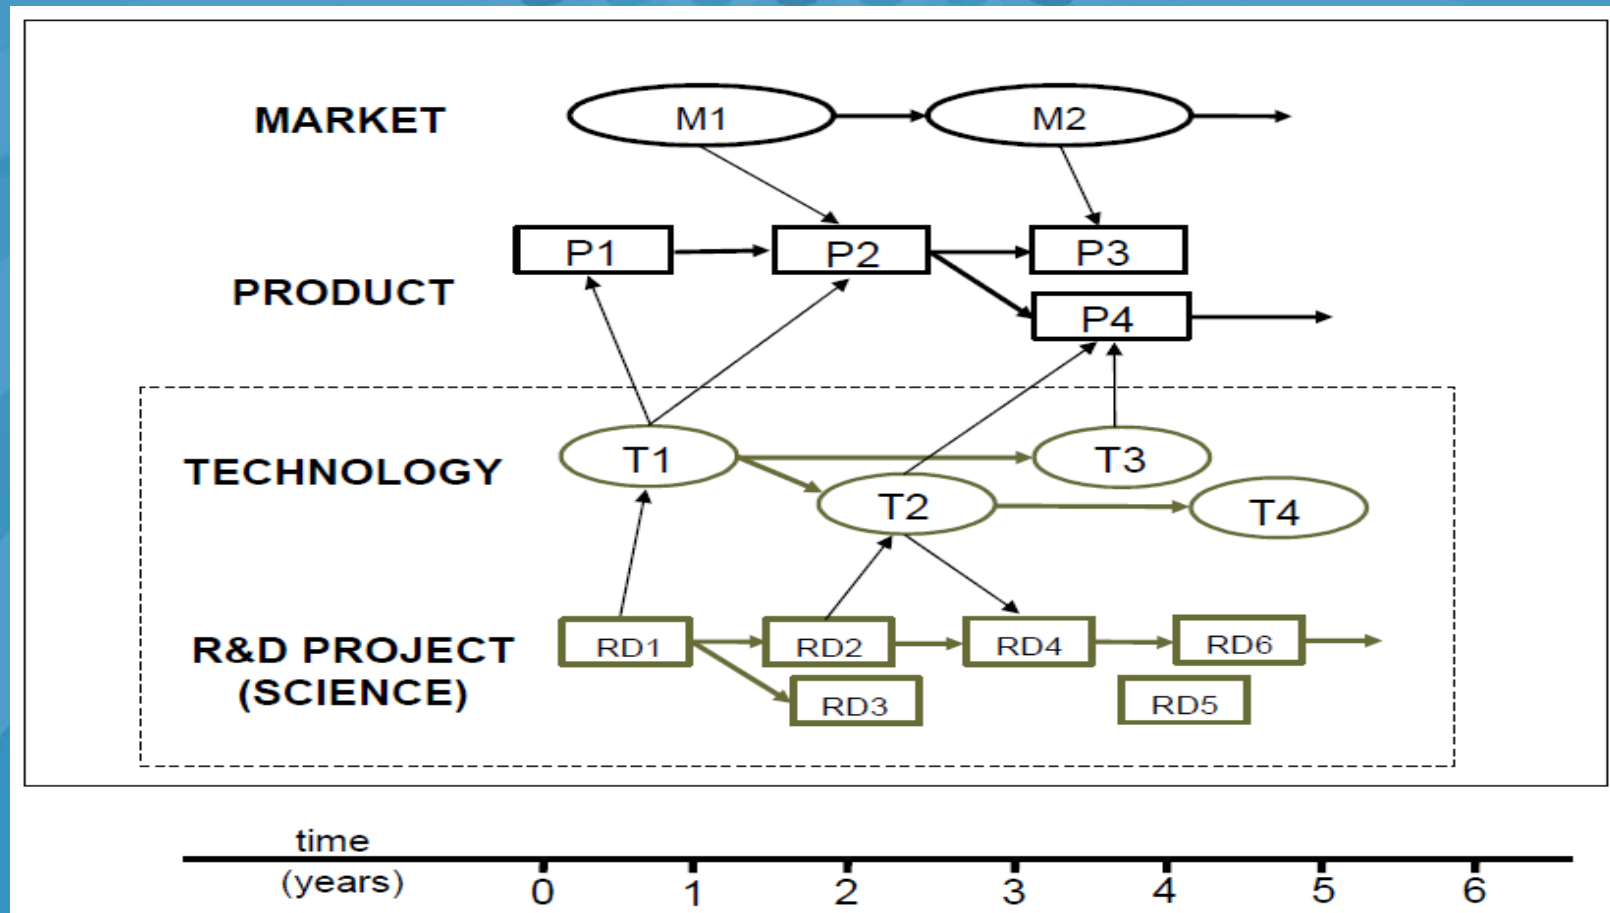 MARKET
M1
M2
P1
P2
P3
PRODUCT
P4
TECHNOLOGY
T1
T3
T2
T4
R&D PROJECT
(SCIENCE)
RD1
RD2
RD4
RD6
RD3
RD5
time
(years)
0 1 2 3 4 5 6